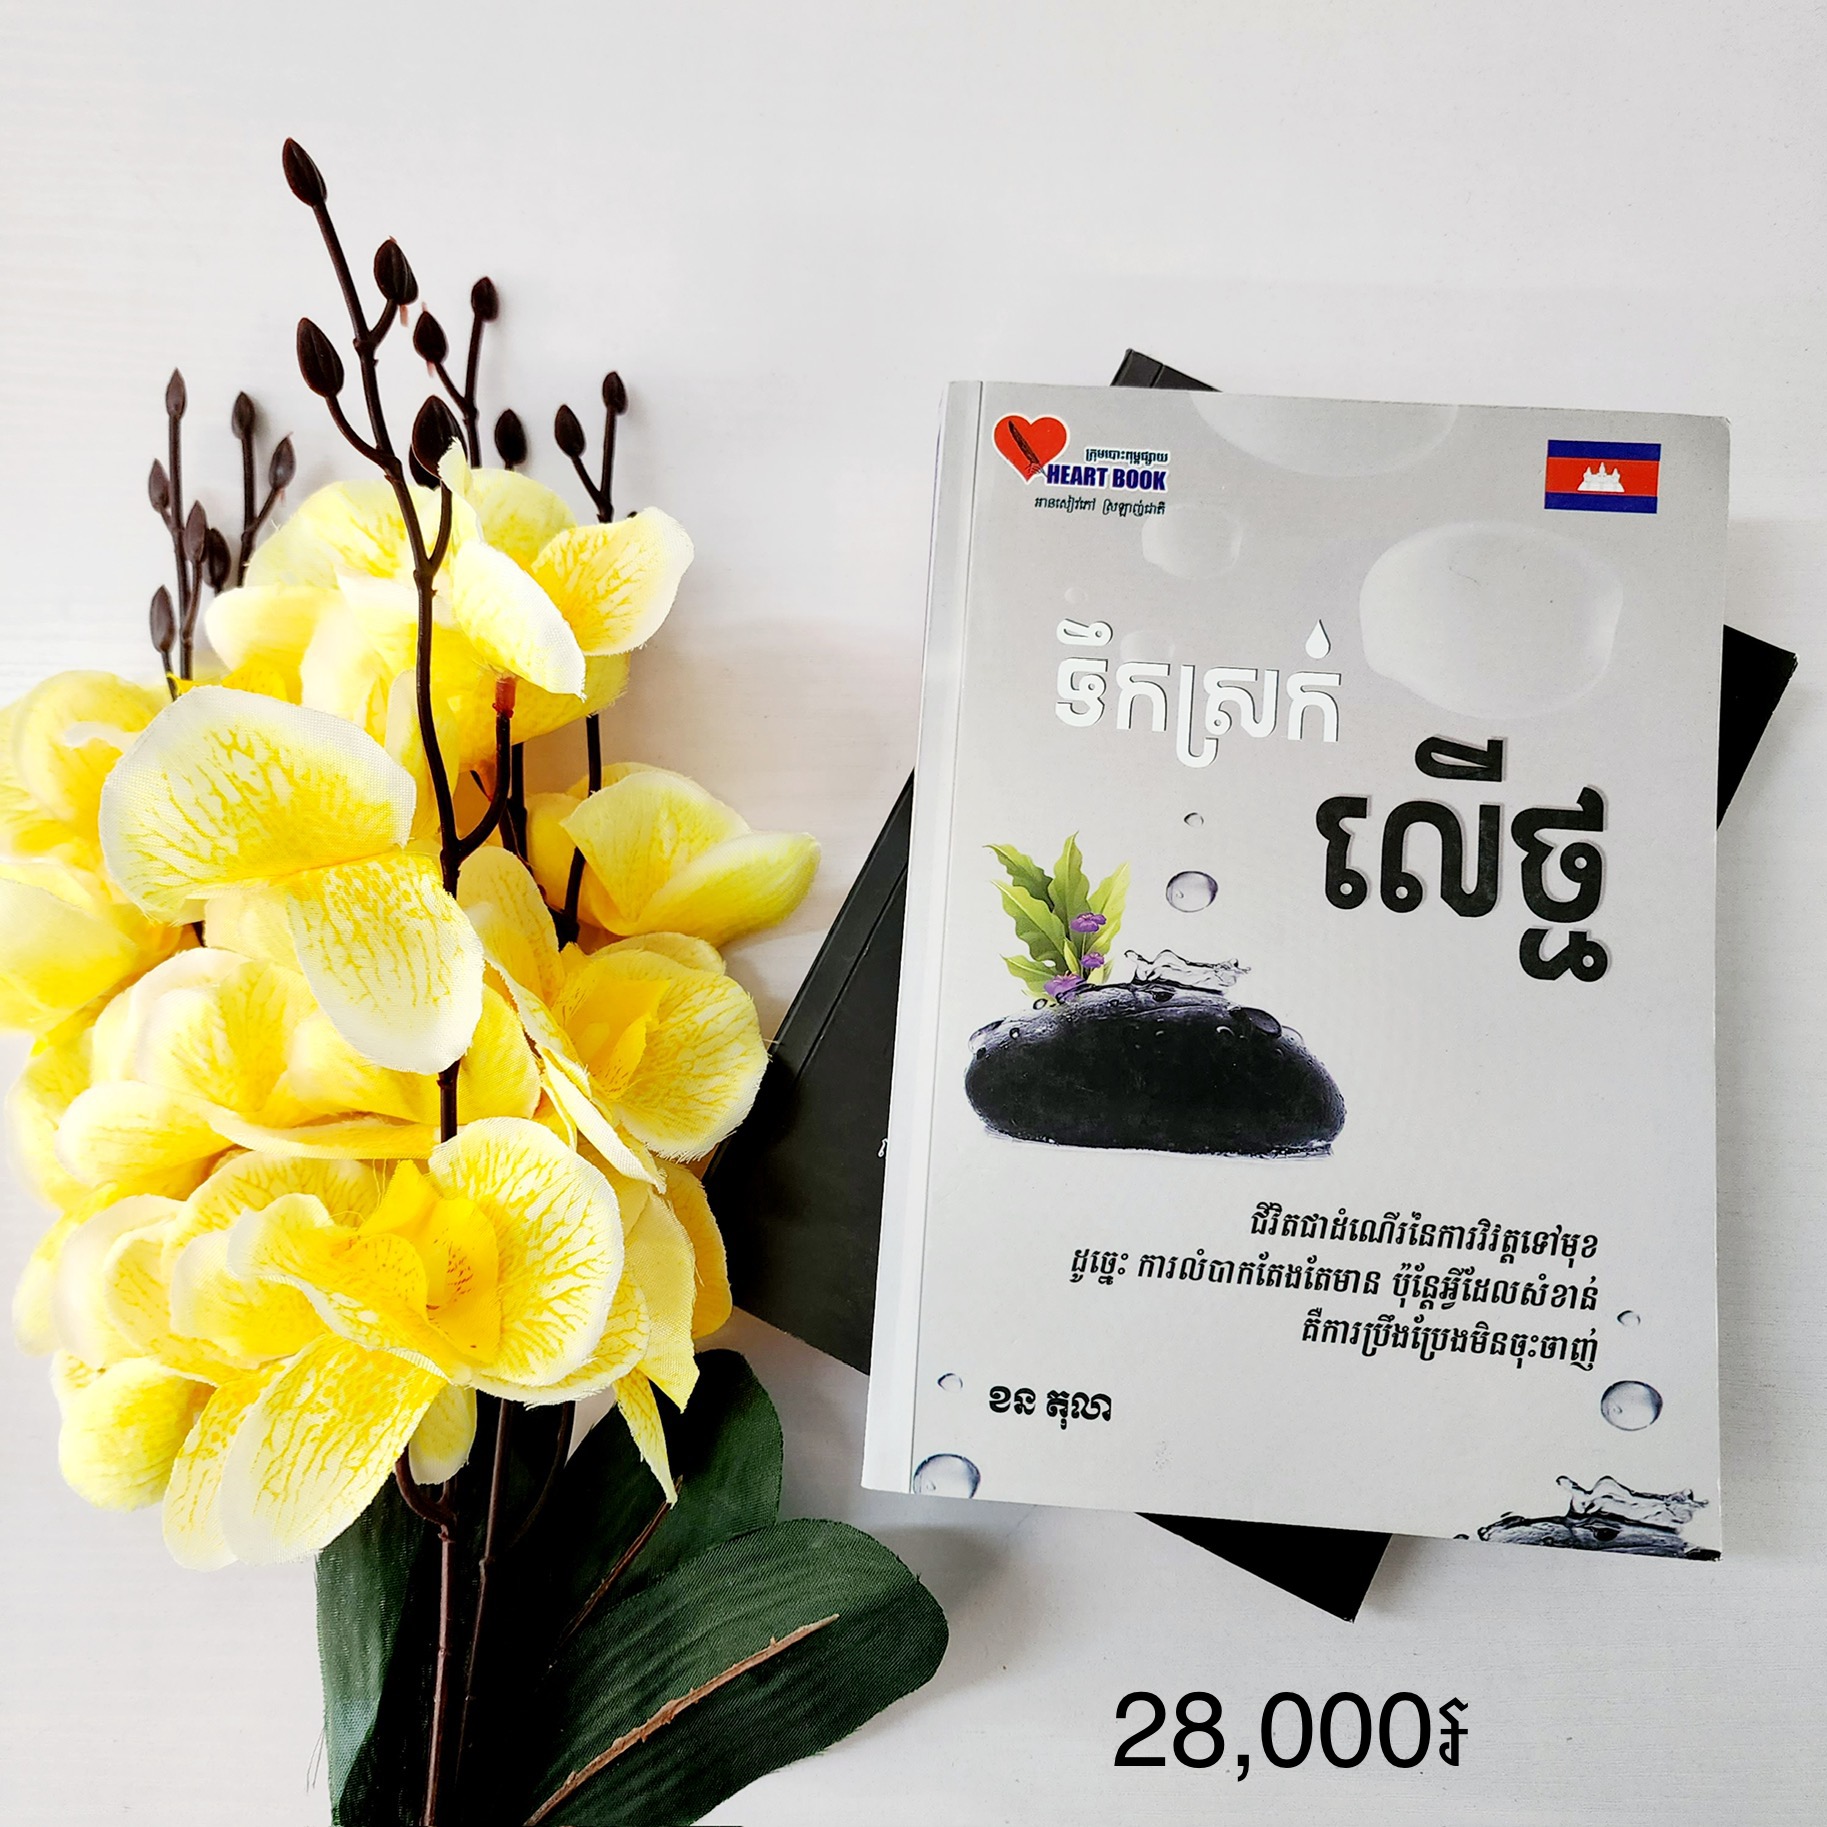 ក្រុមបោះពុម្ពផ្សាយ
HEART BOOK
អានសៀវភៅ ស្រឡាញ់ជាតិ
ទឹកស្រក់
លើថ្ម
ជីវិតជាដំណើរនៃការវិវត្តទៅមុខ
ដូច្នេះ ការលំបាកតែងតែមាន ប៉ុន្តែអ្វីដែលសំខាន់
គឺការប្រឹងប្រែងមិនចុះចាញ់
ខន តុលា
28,000៛